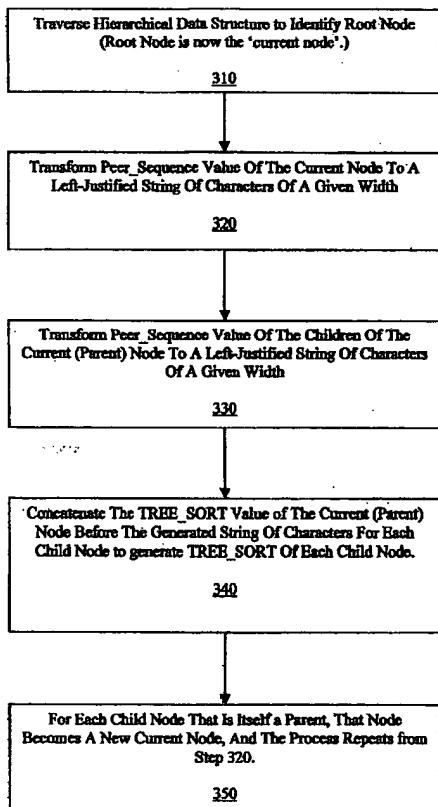 Traverse Hierarchical Data Structure to Identify Root Node
(Root Node is now the 'current node'.)
310
Transform Peer_Sequence Value Of The Current Node To A
Left-Justified String Of Characters Of A Given Width
320
Transform Peer_Sequence Value Of The Children Of The
Current (Parent) Node To A Left-Justified String Of Characters
Of A Given Width
330
Concatenate The TREE_SORT Value of The Current (Parent)
Node Before The Generated String Of Characters For Each
Child Node to generate TREE_SORT Of Each Child Node.
340
For Each Child Node That Is Itself a Parent, That Node
Becomes A New Current Node, And The Process Repeats from
Step 320.
350